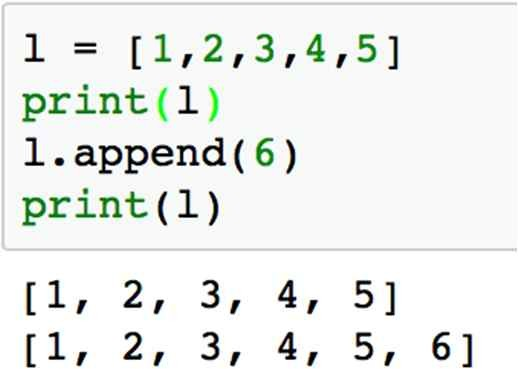 l = [1,2,3,4,5]
print(l)
l.append(6)
print(l)
[1, 2, 3, 4, 5]
[1, 2, 3, 4, 5, 6]